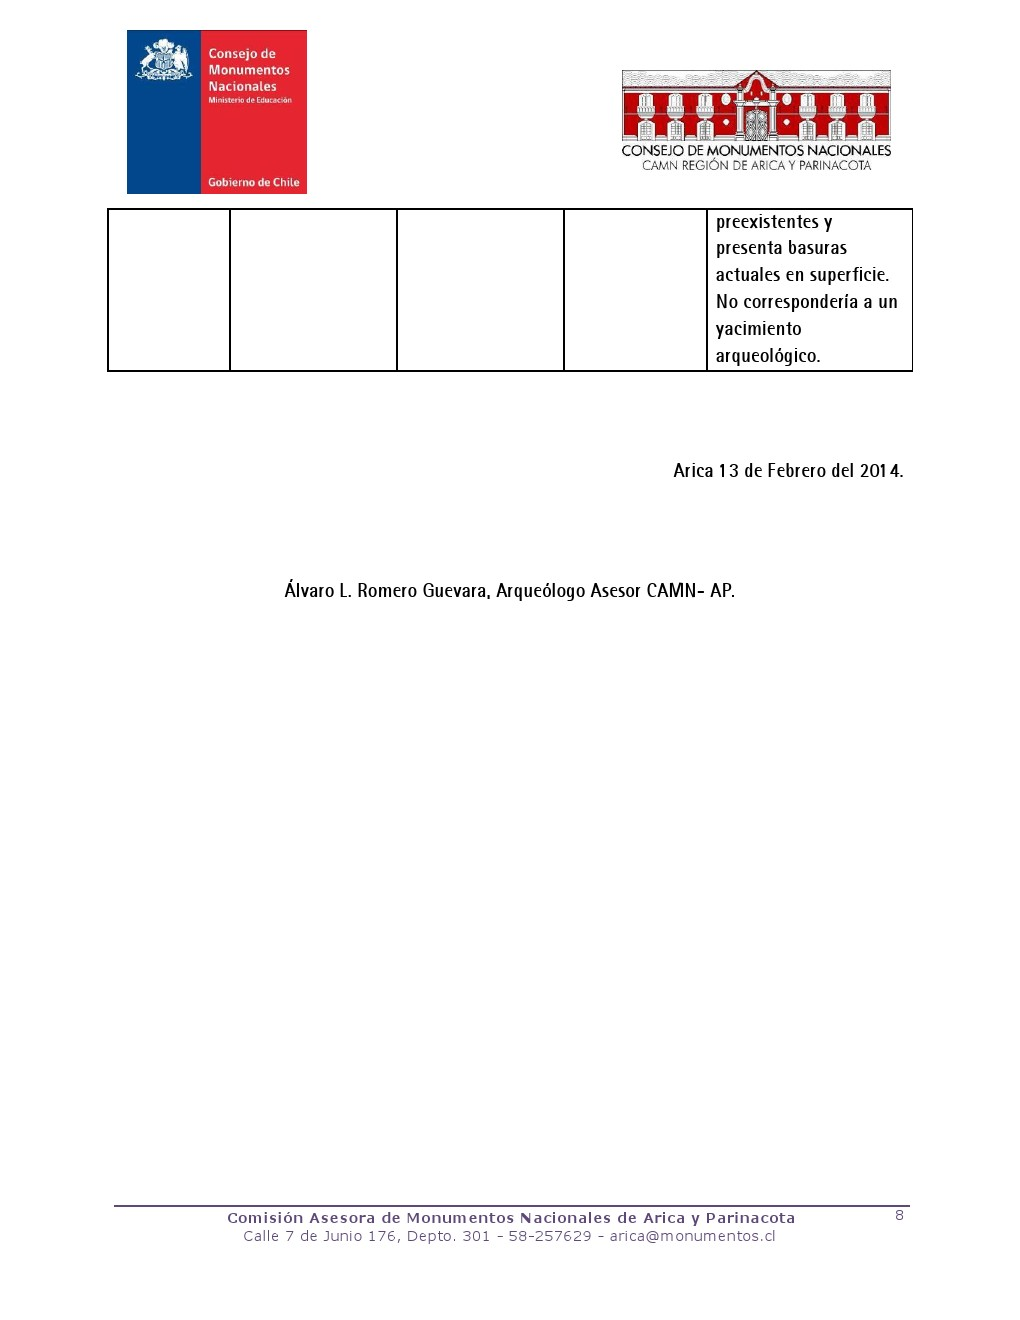 Consejo de
Monumentos
Nacionales
Ministerio de Educación
Gobierno de Chile
CONSEJO DE MONUMENTOS NACIONALES
CAMN REGIÓN DE ARICA Y PARINACOTA
preexistentes y
presenta basuras
actuales en superficie.
No correspondería a un
yacimiento
arqueológico.
Arica 13 de Febrero del 2014.
Álvaro L. Romero Guevara, Arqueólogo Asesor CAMN- AP.
Comisión Asesora de Monumentos Nacionales de Arica y Parinacota
8
Calle 7 de Junio 176, Depto. 301 - 58-257629 - arica@monumentos.cl